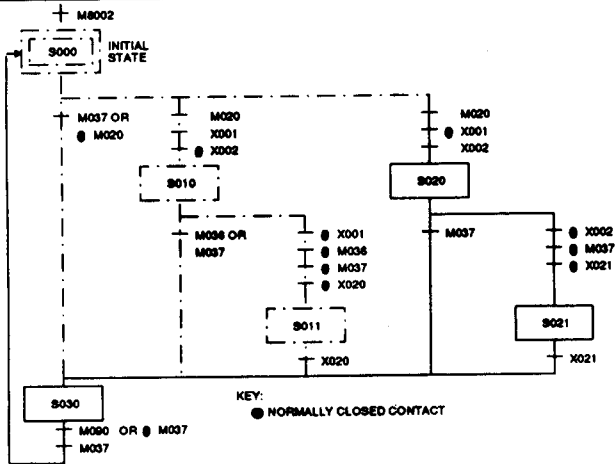 M8002
S000
INITIAL
STATE
M037 OR
M020
M020
X001
X002
M020
X001
X002
S010
S020
M036 OR
M037
X001
M036
M037
X020
M037
X002
M037
X021
S011
S021
X020
X021
S030
KEY:
NORMALLY CLOSED CONTACT
M090 OR M037
M037